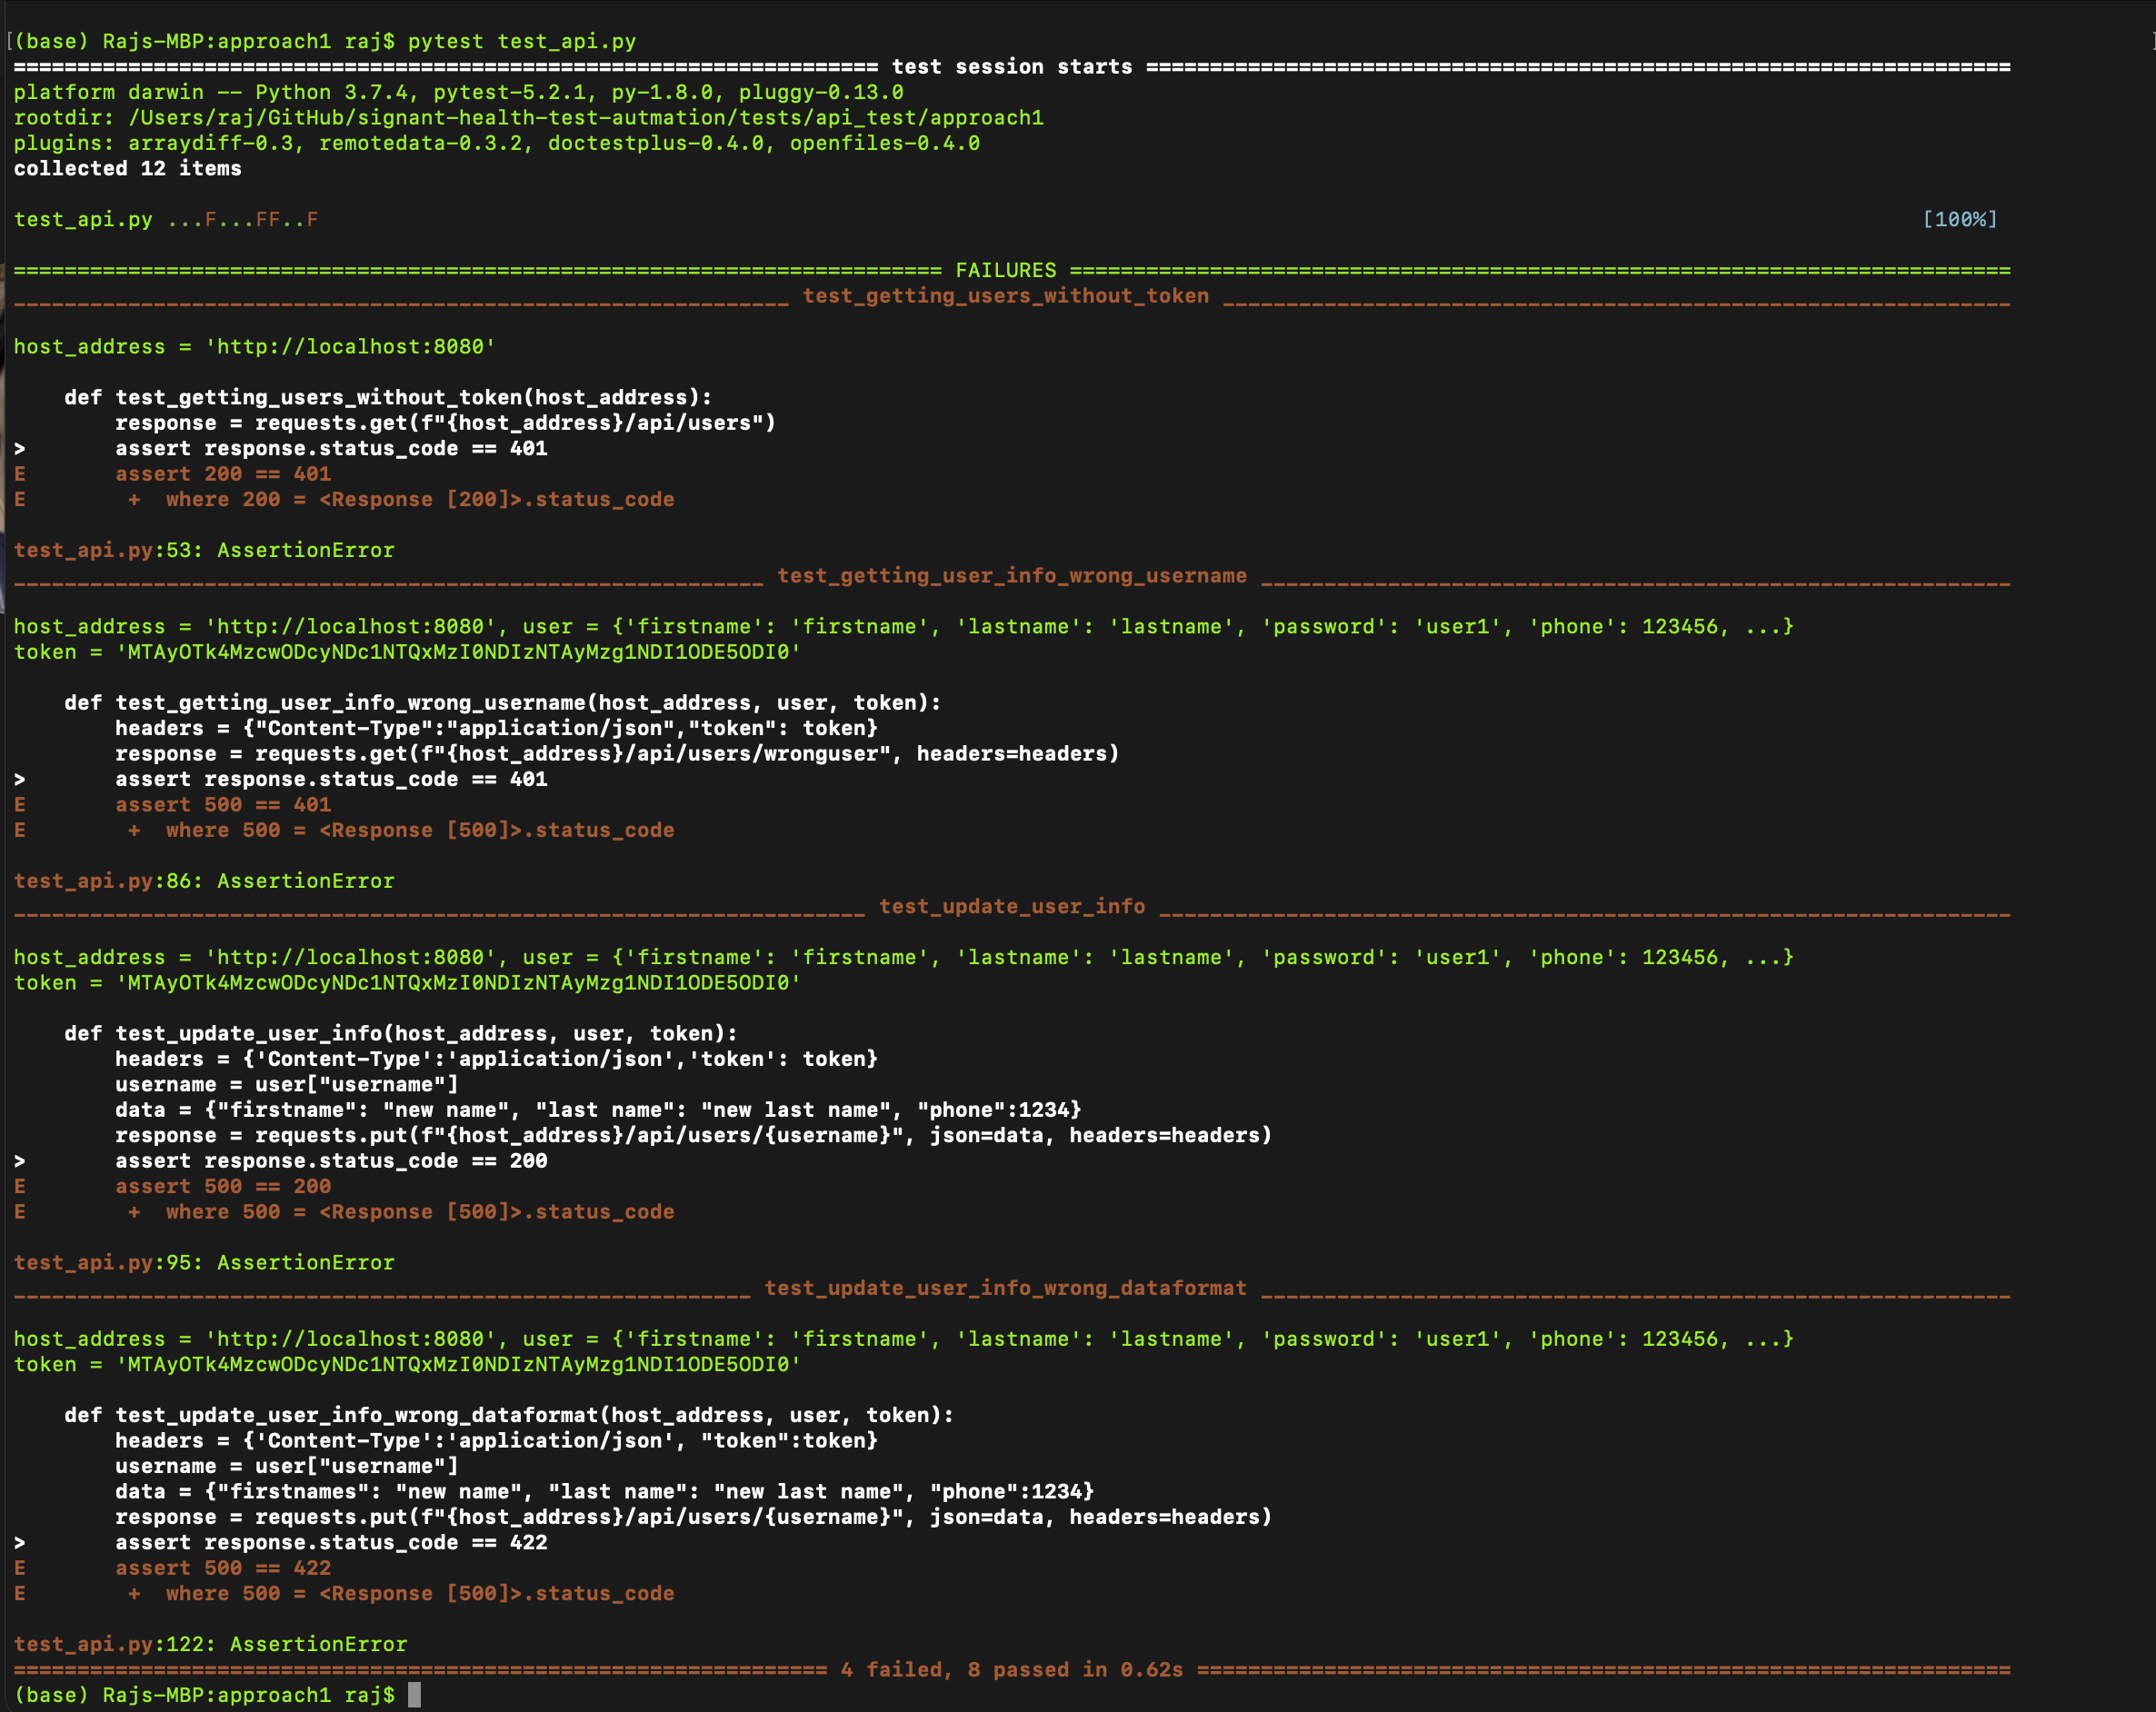 [(base) Rajs-MBP:approach1 raj$ pytest test_api.py ]
==================================================================== test session starts ====================================================================
platform darwin -- Python 3.7.4, pytest-5.2.1, py-1.8.0, pluggy-0.13.0
rootdir: /Users/raj/GitHub/signant-health-test-autmation/tests/api_test/approach1
plugins: arraydiff-0.3, remotedata-0.3.2, doctestplus-0.4.0, openfiles-0.4.0
collected 12 items
test_api.py ...F...FF..F [100%]
========================================================================= FAILURES ==========================================================================
_____________________________________________________________ test_getting_users_without_token ______________________________________________________________
host_address = 'http://localhost:8080'
    def test_getting_users_without_token(host_address):
        response = requests.get(f"{host_address}/api/users")
>       assert response.status_code == 401
E       assert 200 == 401
E        +  where 200 = <Response [200]>.status_code
test_api.py:53: AssertionError
___________________________________________________________ test_getting_user_info_wrong_username ___________________________________________________________
host_address = 'http://localhost:8080', user = {'firstname': 'firstname', 'lastname': 'lastname', 'password': 'user1', 'phone': 123456, ...}
token = 'MTAyOTk4MzcwODcyNDc1NTQxMzI0NDIzNTAyMzg1NDI1ODE5ODI0'
    def test_getting_user_info_wrong_username(host_address, user, token):
        headers = {"Content-Type":"application/json","token": token}
        response = requests.get(f"{host_address}/api/users/wronguser", headers=headers)
>       assert response.status_code == 401
E       assert 500 == 401
E        +  where 500 = <Response [500]>.status_code
test_api.py:86: AssertionError
___________________________________________________________________ test_update_user_info ___________________________________________________________________
host_address = 'http://localhost:8080', user = {'firstname': 'firstname', 'lastname': 'lastname', 'password': 'user1', 'phone': 123456, ...}
token = 'MTAyOTk4MzcwODcyNDc1NTQxMzI0NDIzNTAyMzg1NDI1ODE5ODI0'
    def test_update_user_info(host_address, user, token):
        headers = {'Content-Type':'application/json','token': token}
        username = user["username"]
        data = {"firstname": "new name", "last name": "new last name", "phone":1234}
        response = requests.put(f"{host_address}/api/users/{username}", json=data, headers=headers)
>       assert response.status_code == 200
E       assert 500 == 200
E        +  where 500 = <Response [500]>.status_code
test_api.py:95: AssertionError
__________________________________________________________ test_update_user_info_wrong_dataformat ___________________________________________________________
host_address = 'http://localhost:8080', user = {'firstname': 'firstname', 'lastname': 'lastname', 'password': 'user1', 'phone': 123456, ...}
token = 'MTAyOTk4MzcwODcyNDc1NTQxMzI0NDIzNTAyMzg1NDI1ODE5ODI0'
    def test_update_user_info_wrong_dataformat(host_address, user, token):
        headers = {'Content-Type':'application/json', "token":token}
        username = user["username"]
        data = {"firstnames": "new name", "last name": "new last name", "phone":1234}
        response = requests.put(f"{host_address}/api/users/{username}", json=data, headers=headers)
>       assert response.status_code == 422
E       assert 500 == 422
E        +  where 500 = <Response [500]>.status_code
test_api.py:122: AssertionError
================================================================ 4 failed, 8 passed in 0.62s ================================================================
(base) Rajs-MBP:approach1 raj$